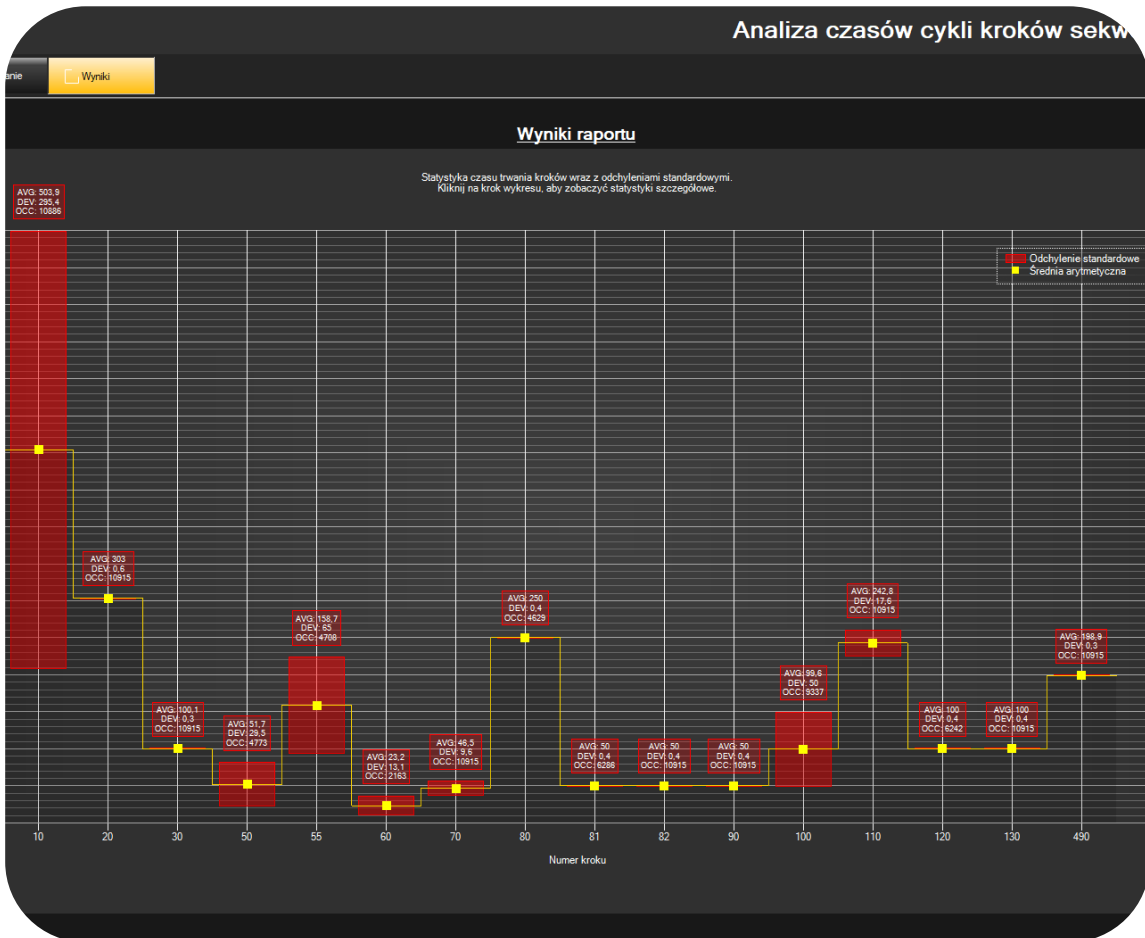 Analiza czasów cykli kroków sekw
anie
Wyniki
Wyniki raportu
Statystyka czasu trwania kroków wraz z odchyleniami standardowymi.
Kliknij na krok wykresu, aby zobaczyć statystyki szczegółowe.
AVG: 503,9
DEV: 295,4
OCC: 10886
Odchylenie standardowe
Średnia arytmetyczna
AVG: 303
DEV: 0,6
OCC: 10915
AVG: 100,1
DEV: 0,3
OCC: 10915
AVG: 51,7
DEV: 29,5
OCC: 4773
AVG: 158,7
DEV: 65
OCC: 4708
AVG: 23,2
DEV: 13,1
OCC: 2163
AVG: 46,5
DEV: 9,6
OCC: 10915
AVG: 250
DEV: 0,4
OCC: 4629
AVG: 50
DEV: 0,4
OCC: 6286
AVG: 50
DEV: 0,4
OCC: 10915
AVG: 50
DEV: 0,4
OCC: 10915
AVG: 99,6
DEV: 50
OCC: 9337
AVG: 242,8
DEV: 17,6
OCC: 10915
AVG: 100
DEV: 0,4
OCC: 6242
AVG: 100
DEV: 0,4
OCC: 10915
AVG: 198,9
DEV: 0,3
OCC: 10915
10 20 30 50 55 60 70 80 81 82 90 100 110 120 130 490
Numer kroku